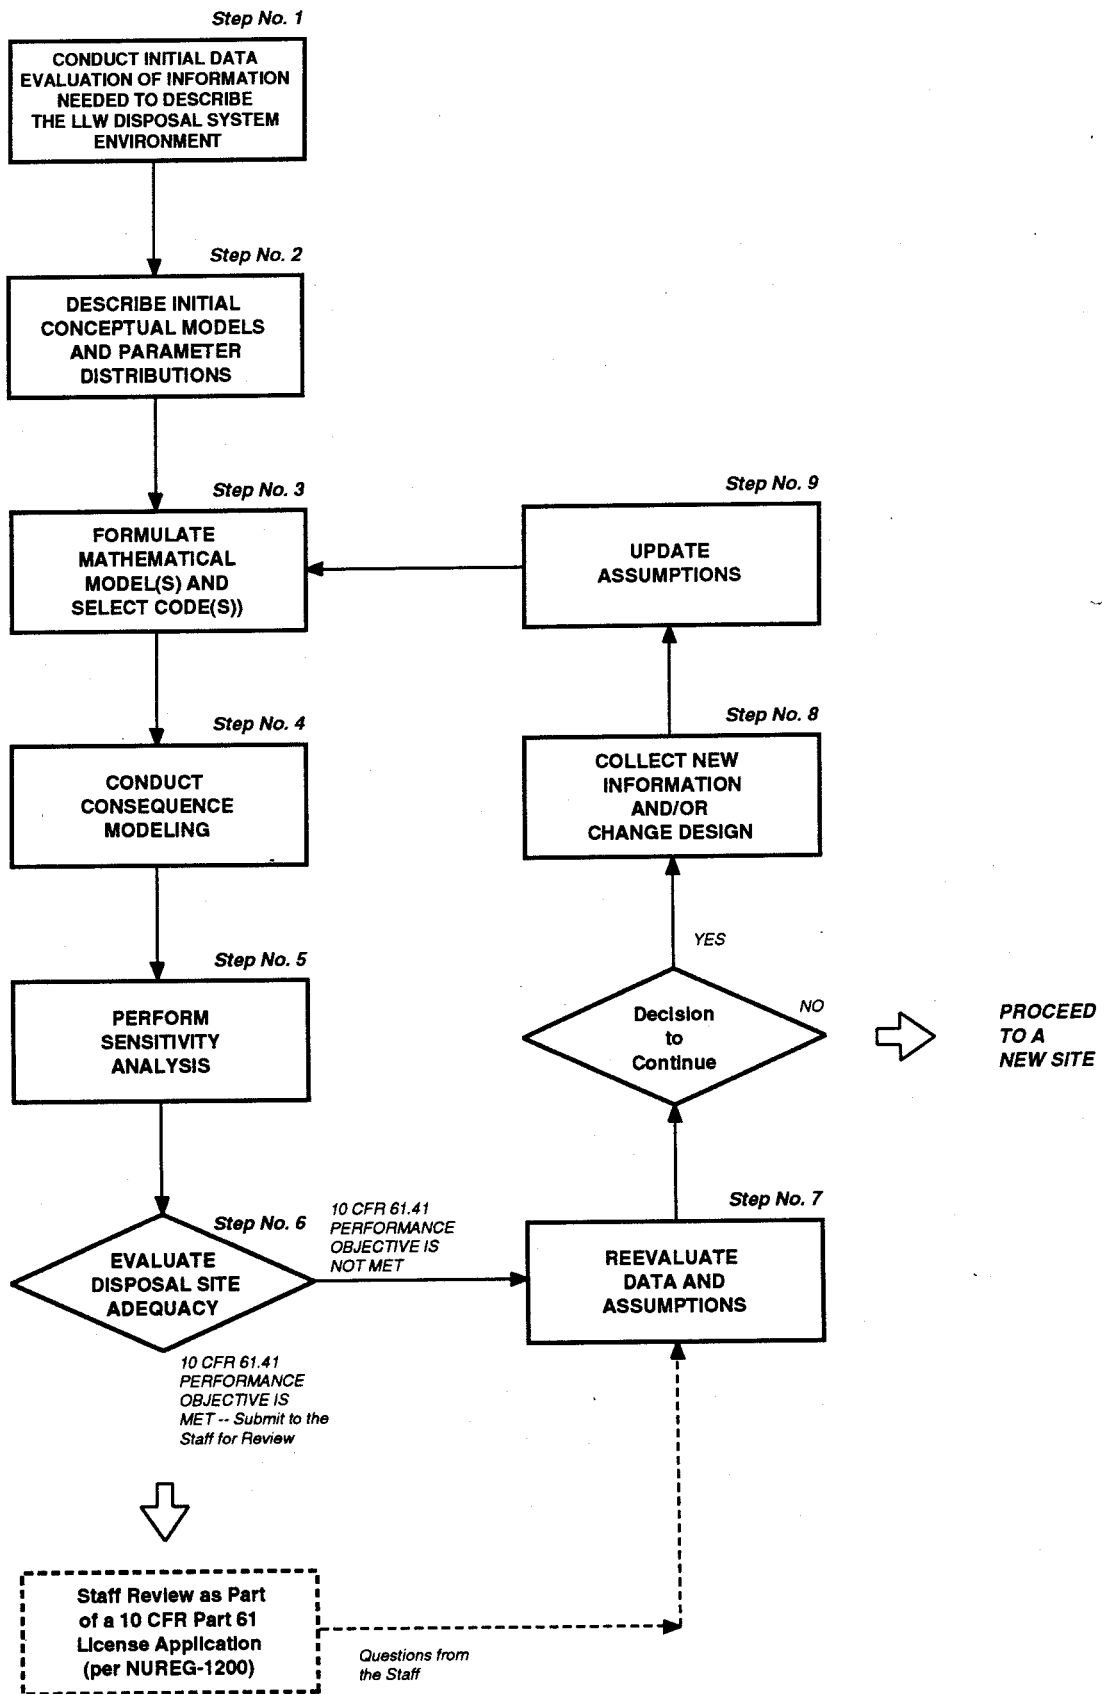 Step No. 1
CONDUCT INITIAL DATA
EVALUATION OF INFORMATION
NEEDED TO DESCRIBE
THE LLW DISPOSAL SYSTEM
ENVIRONMENT
Step No. 2
DESCRIBE INITIAL
CONCEPTUAL MODELS
AND PARAMETER
DISTRIBUTIONS
Step No. 3
FORMULATE
MATHEMATICAL
MODEL(S) AND
SELECT CODE(S))
Step No. 4
CONDUCT
CONSEQUENCE
MODELING
Step No. 5
PERFORM
SENSITIVITY
ANALYSIS
Step No. 6
EVALUATE
DISPOSAL SITE
ADEQUACY
10 CFR 61.41
PERFORMANCE
OBJECTIVE IS
NOT MET
10 CFR 61.41
PERFORMANCE
OBJECTIVE IS
MET -- Submit to the
Staff for Review
Staff Review as Part
of a 10 CFR Part 61
License Application
(per NUREG-1200)
Questions from
the Staff
Step No. 7
REEVALUATE
DATA AND
ASSUMPTIONS
Decision
to
Continue
YES
NO
PROCEED
TO A
NEW SITE
Step No. 8
COLLECT NEW
INFORMATION
AND/OR
CHANGE DESIGN
Step No. 9
UPDATE
ASSUMPTIONS